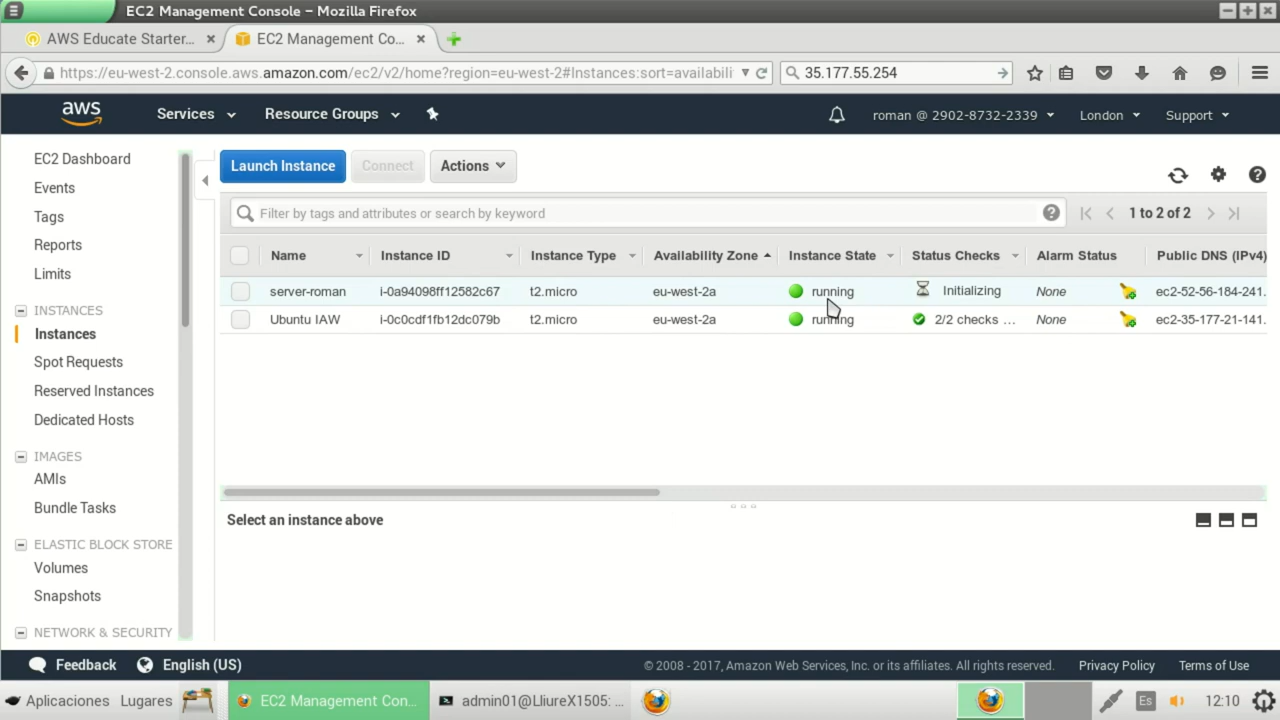 EC2 Management Console – Mozilla Firefox
AWS Educate Starter...
EC2 Management Co...
https://eu-west-2.console.aws.amazon.com/ec2/v2/home?region=eu-west-2#Instances:sort=availabili
35.177.55.254
aws
Services
Resource Groups
roman @ 2902-8732-2339
London
Support
EC2 Dashboard
Events
Tags
Reports
Limits
INSTANCES
Instances
Spot Requests
Reserved Instances
Dedicated Hosts
IMAGES
AMIs
Bundle Tasks
ELASTIC BLOCK STORE
Volumes
Snapshots
NETWORK & SECURITY
Launch Instance
Connect
Actions
Filter by tags and attributes or search by keyword
1 to 2 of 2
Name Instance ID Instance Type Availability Zone Instance State Status Checks Alarm Status Public DNS (IPv4)
server-roman i-0a94098ff12582c67 t2.micro eu-west-2a running Initializing None ec2-52-56-184-241.
Ubuntu IAW i-0c0cdf1fb12dc079b t2.micro eu-west-2a running 2/2 checks ... None ec2-35-177-21-141.
Select an instance above
Feedback
English (US)
© 2008 - 2017, Amazon Web Services, Inc. or its affiliates. All rights reserved.
Privacy Policy
Terms of Use
Aplicaciones
Lugares
EC2 Management Con...
admin01@LliureX1505: ...
Es
12:10